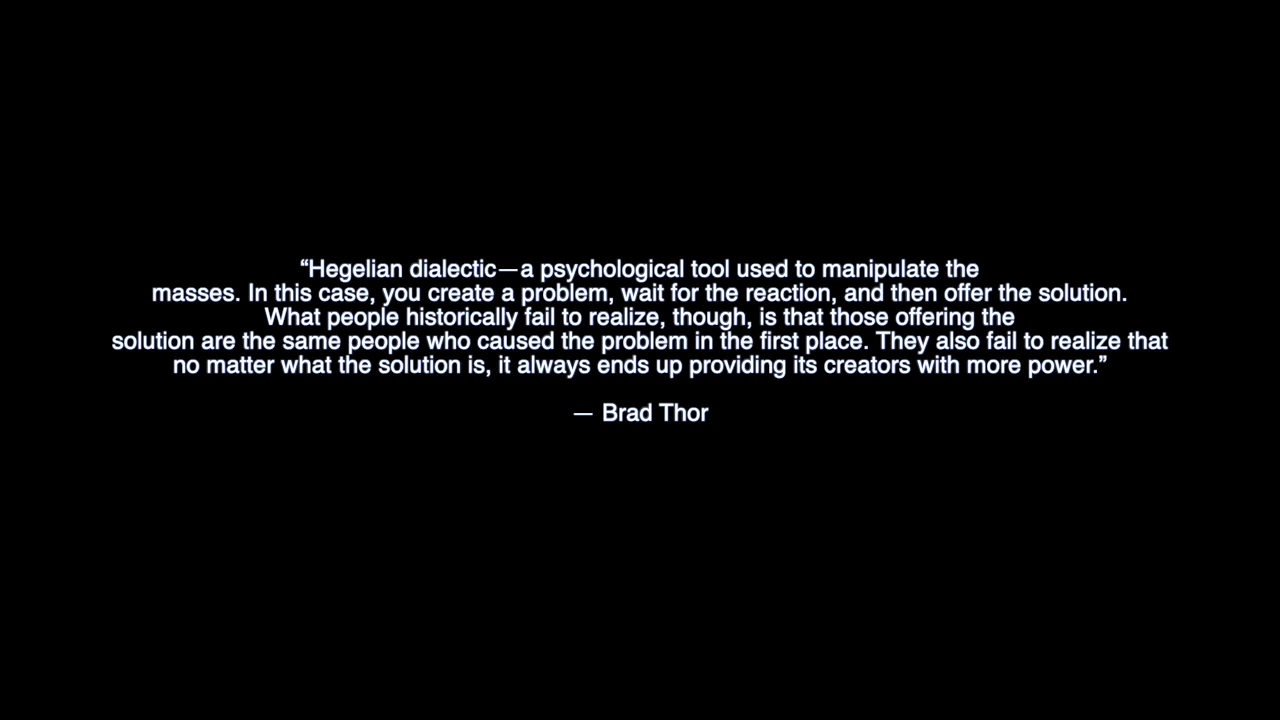 “Hegelian dialectic—a psychological tool used to manipulate the
masses. In this case, you create a problem, wait for the reaction, and then offer the solution.
What people historically fail to realize, though, is that those offering the
solution are the same people who caused the problem in the first place. They also fail to realize that
no matter what the solution is, it always ends up providing its creators with more power.”
— Brad Thor